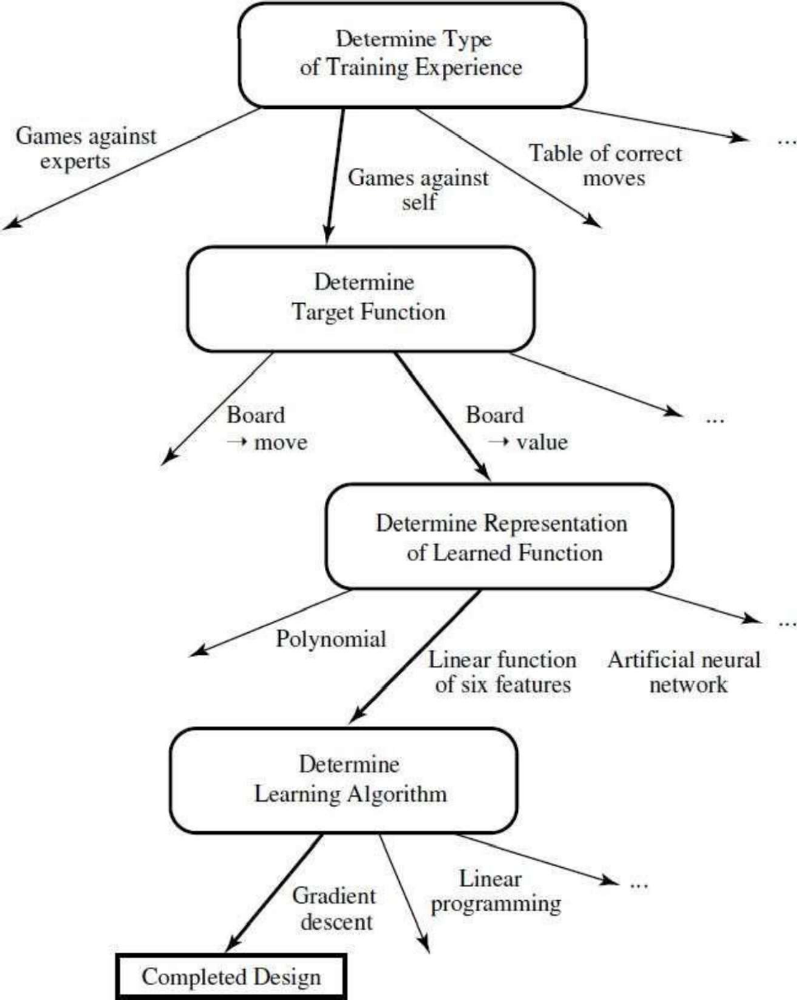 Determine Type
of Training Experience
Games against
experts
Games against
self
Table of correct
moves
...
Determine
Target Function
Board
→ move
Board
→ value
...
Determine Representation
of Learned Function
Polynomial
Linear function
of six features
Artificial neural
network
...
Determine
Learning Algorithm
Gradient
descent
Linear
programming
...
Completed Design